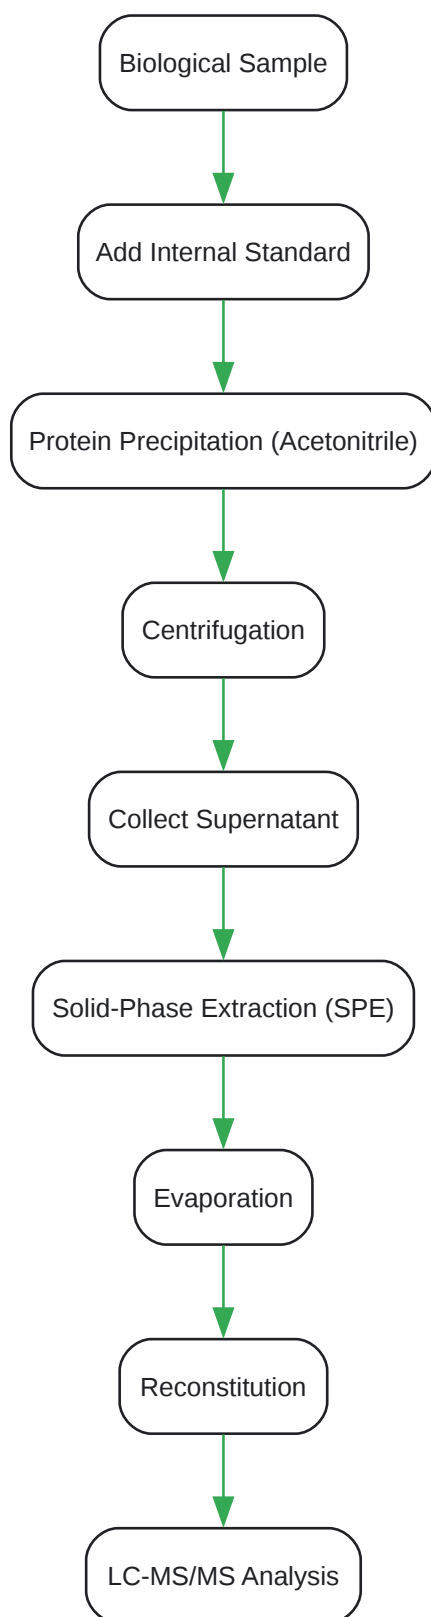 Biological Sample
Add Internal Standard
Protein Precipitation (Acetonitrile)
Centrifugation
Collect Supernatant
Solid-Phase Extraction (SPE)
Evaporation
Reconstitution
LC-MS/MS Analysis